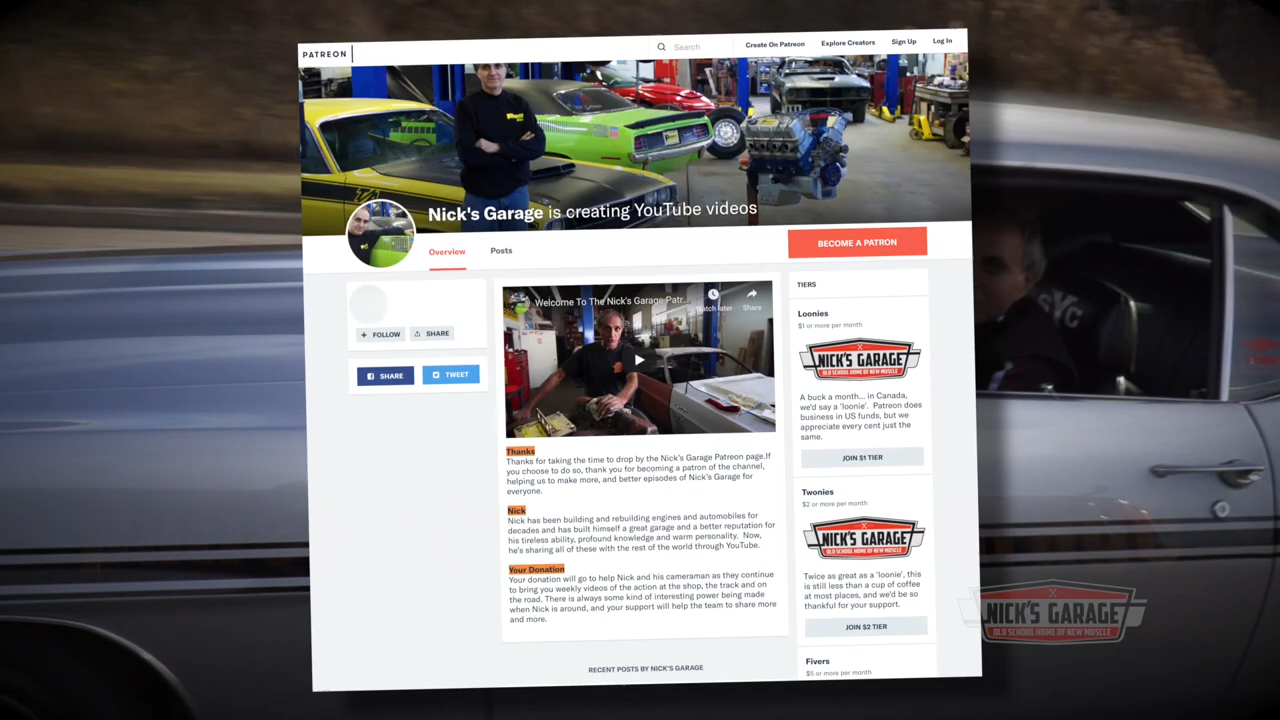 PATREON
Search
Create On Patreon
Explore Creators
Sign Up
Log In
Nick's Garage is creating YouTube videos
Overview
Posts
BECOME A PATRON
FOLLOW
SHARE
SHARE
TWEET
Welcome To The Nick's Garage Patr...
Watch later
Share
Thanks
Thanks for taking the time to drop by the Nick's Garage Patreon page.If
you choose to do so, thank you for becoming a patron of the channel,
helping us to make more, and better episodes of Nick's Garage for
everyone.
Nick
Nick has been building and rebuilding engines and automobiles for
decades and has built himself a great garage and a better reputation for
his tireless ability, profound knowledge and warm personality. Now,
he's sharing all of these with the rest of the world through YouTube.
Your Donation
Your donation will go to help Nick and his cameraman as they continue
to bring you weekly videos of the action at the shop, the track and on
the road. There is always some kind of interesting power being made
when Nick is around, and your support will help the team to share more
and more.
RECENT POSTS BY NICK'S GARAGE
TIERS
Loonies
$1 or more per month
NICK'S GARAGE
OLD SCHOOL HOME OF NEW MUSCLE
A buck a month... in Canada,
we'd say a 'loonie'. Patreon does
business in US funds, but we
appreciate every cent just the
same.
JOIN $1 TIER
Twonies
$2 or more per month
NICK'S GARAGE
OLD SCHOOL HOME OF NEW MUSCLE
Twice as great as a 'loonie', this
is still less than a cup of coffee
at most places, and we'd be so
thankful for your support.
JOIN $2 TIER
Fivers
$5 or more per month
NICK'S GARAGE
OLD SCHOOL HOME OF NEW MUSCLE